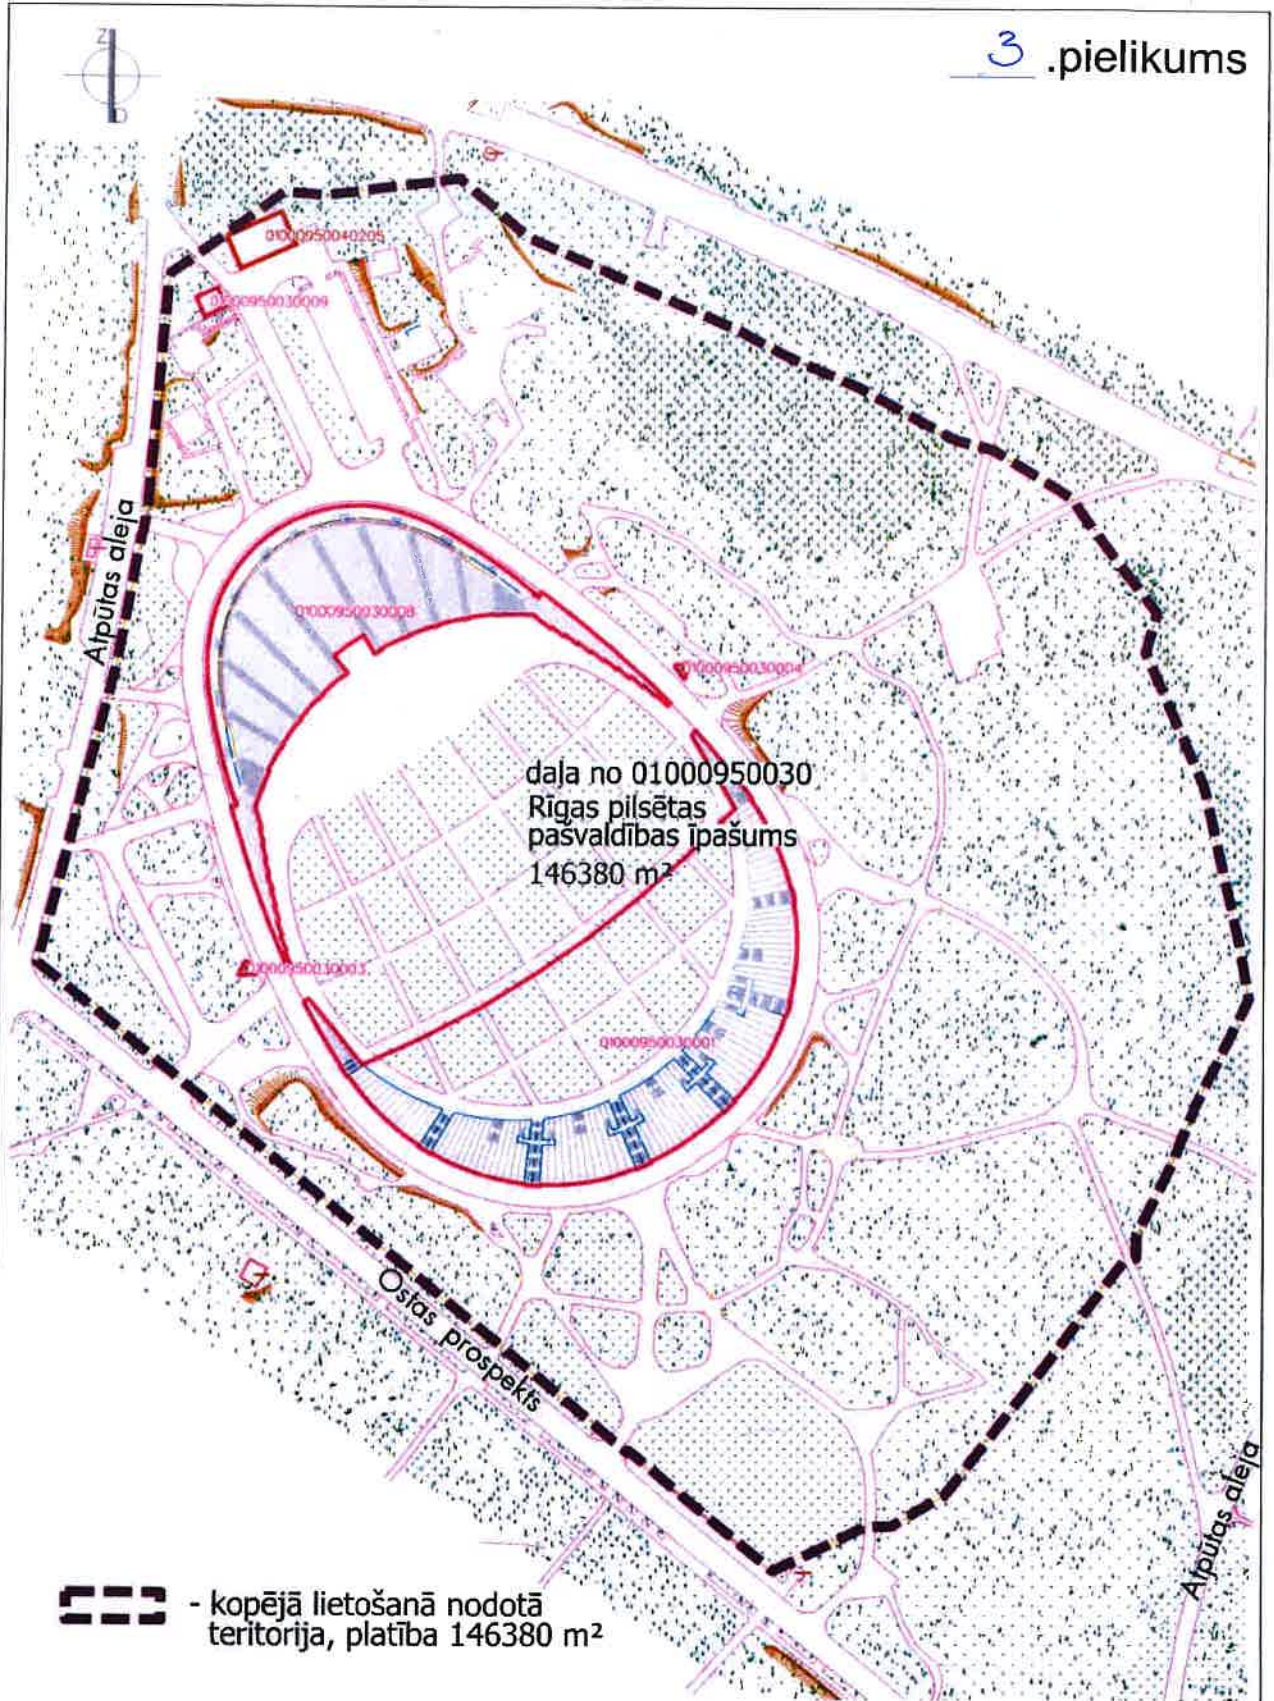 Z
3 .pielikums
D
01000950040205
01000950030009
Atpūtas aleja
01000950030008
01000950030004
daļa no 01000950030
Rīgas pilsētas
pašvaldības īpašums
146380 m²
01000950030003
01000950030001
Ostas prospekts
Atpūtas aleja
- kopējā lietošanā nodotā
teritorija, platība 146380 m²